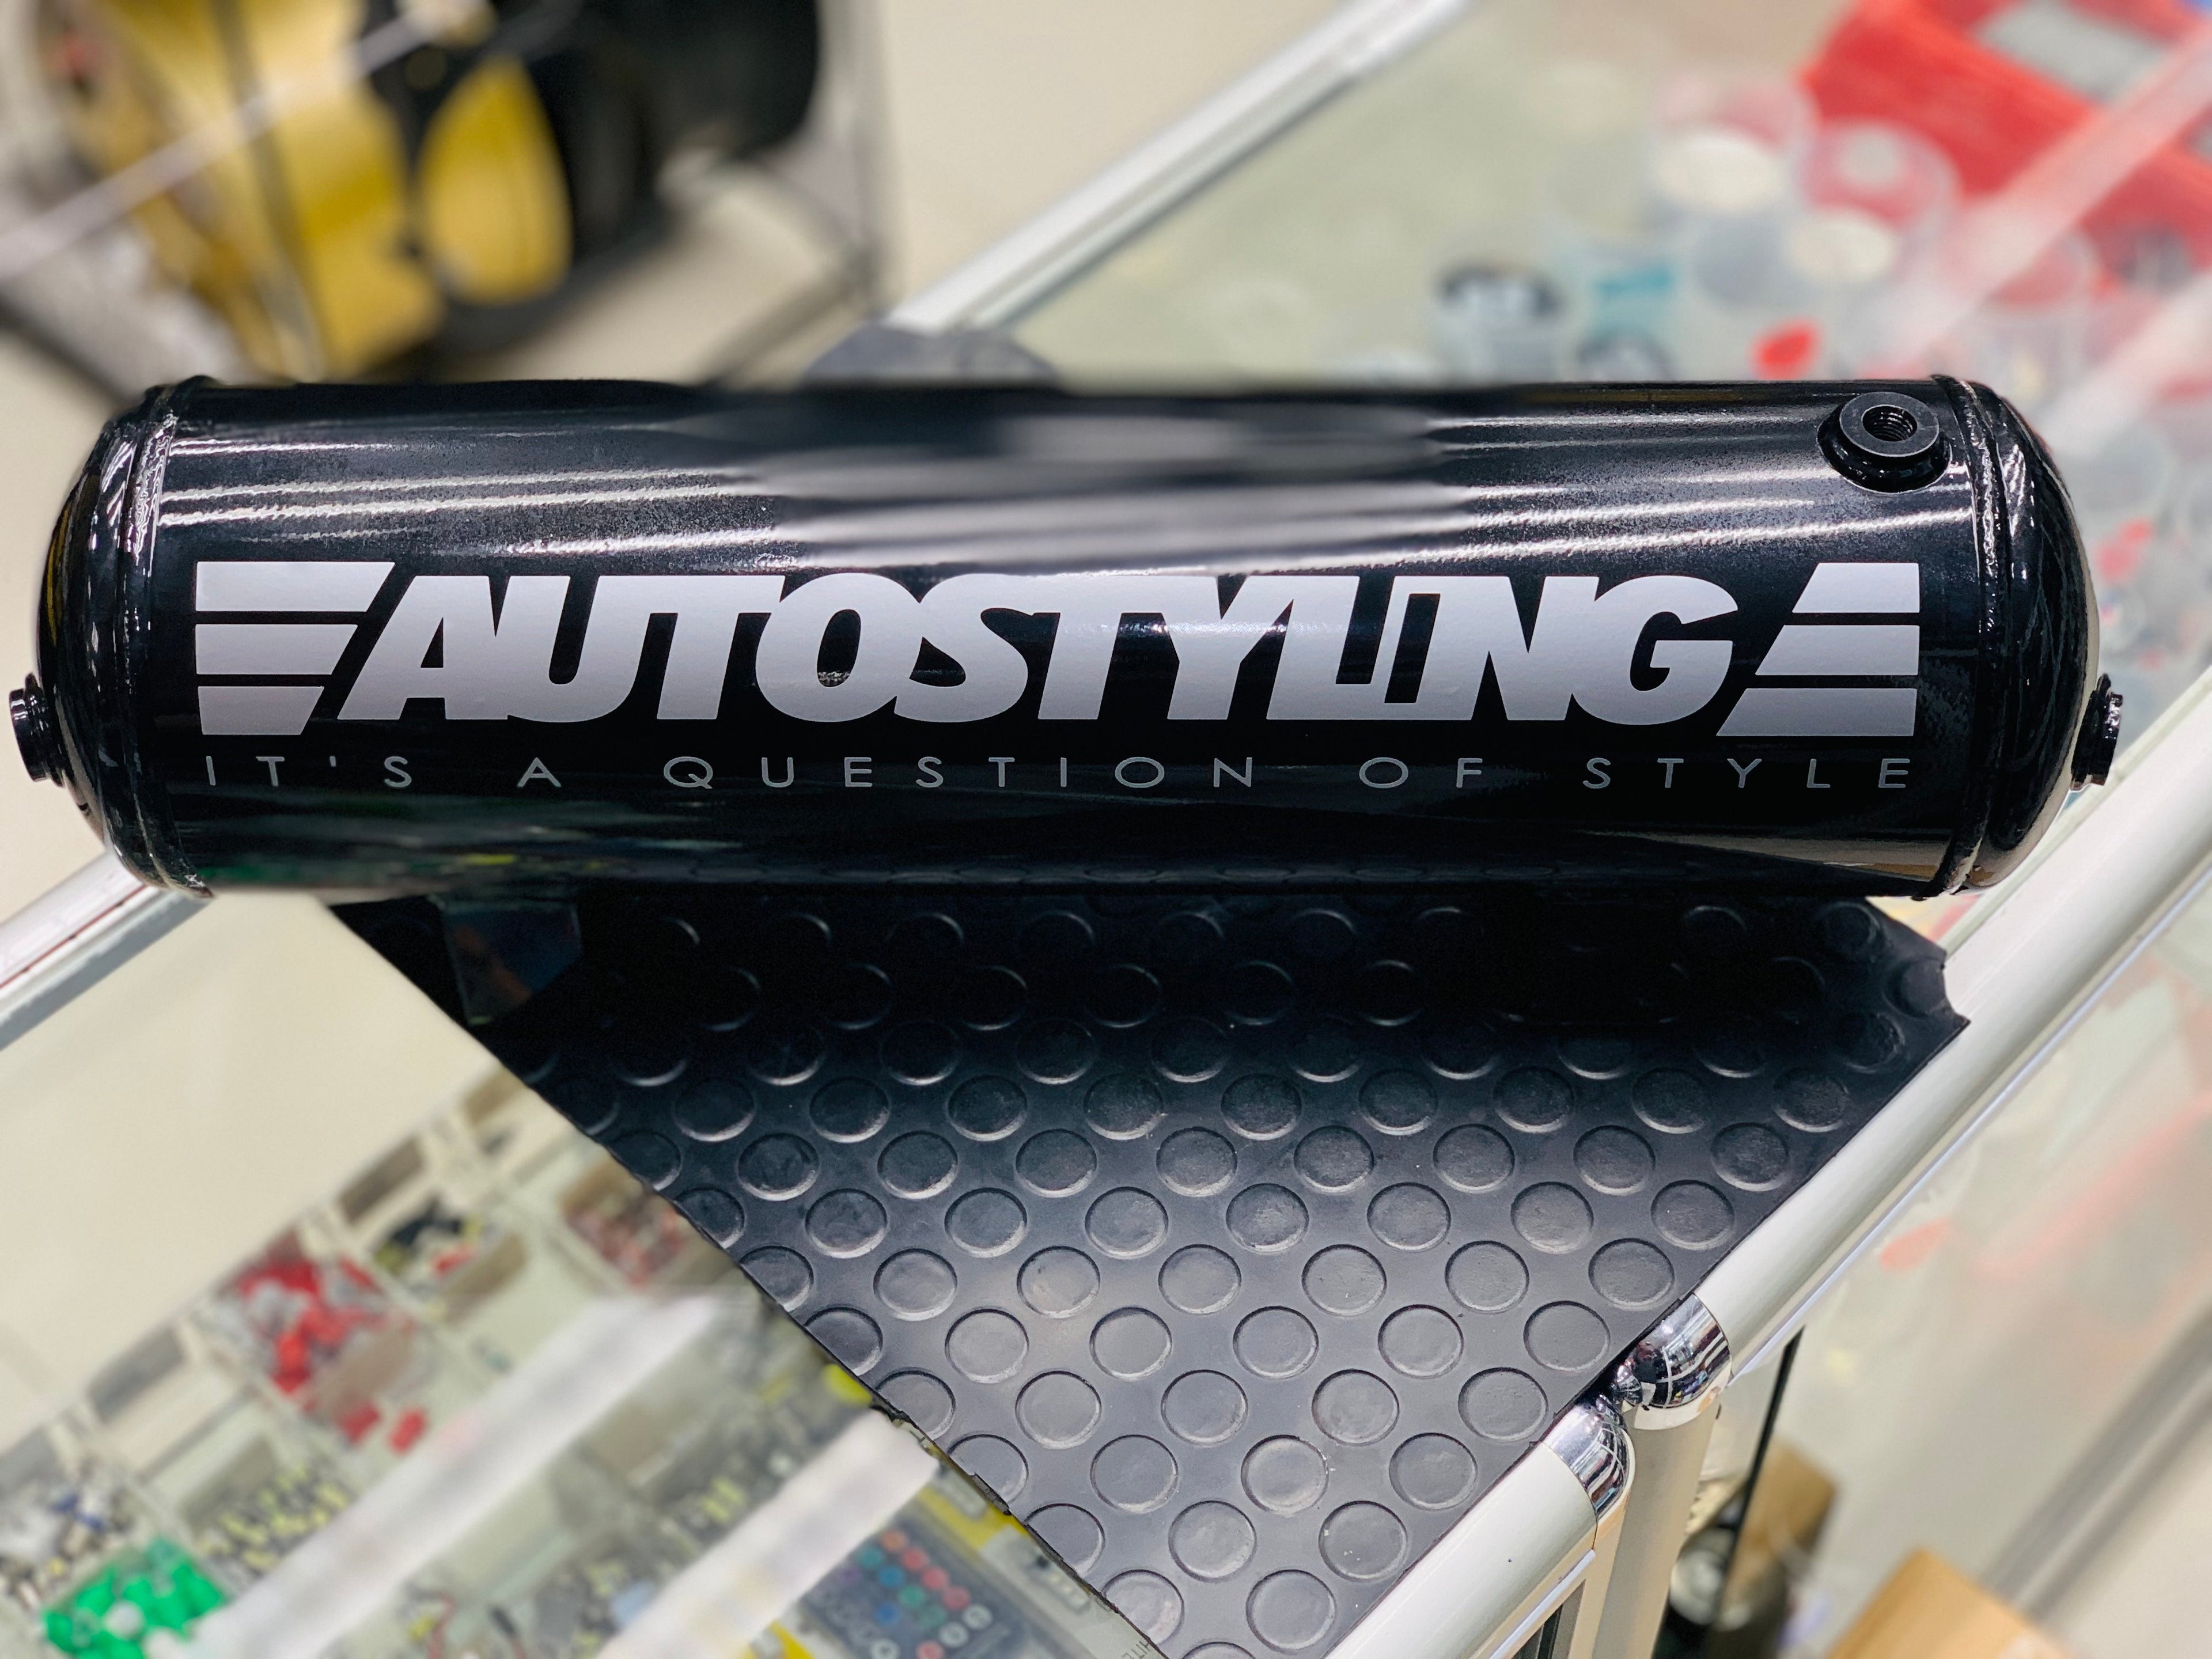 AUTOSTYLING
IT'S A QUESTION OF STYLE